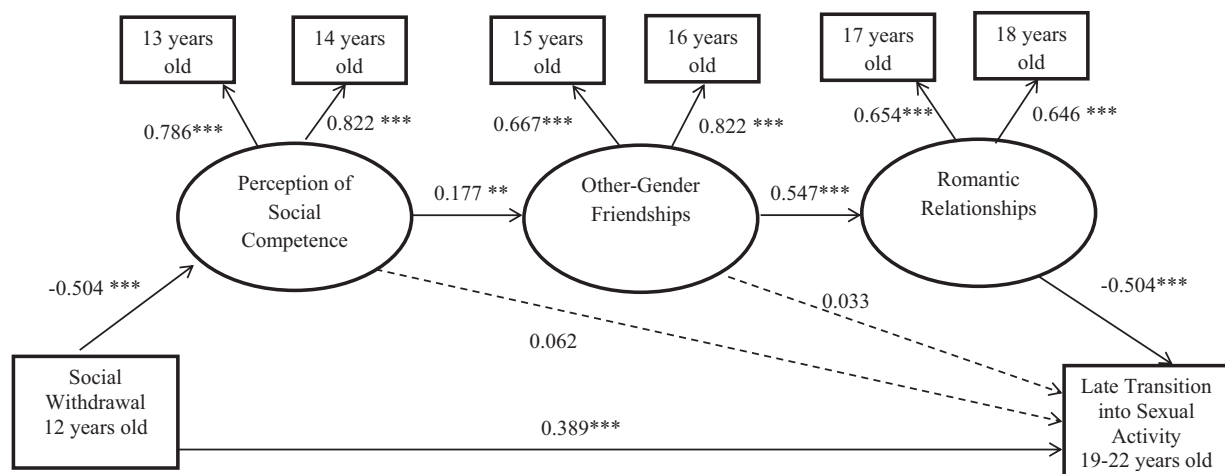 13 years
old
14 years
old
15 years
old
16 years
old
17 years
old
18 years
old
0.786***
0.822 ***
0.667***
0.822 ***
0.654***
0.646 ***
Perception of
Social
Competence
0.177 **
Other-Gender
Friendships
0.547***
Romantic
Relationships
-0.504 ***
0.062
0.033
-0.504***
Social
Withdrawal
12 years old
0.389***
Late Transition
into Sexual
Activity
19-22 years old